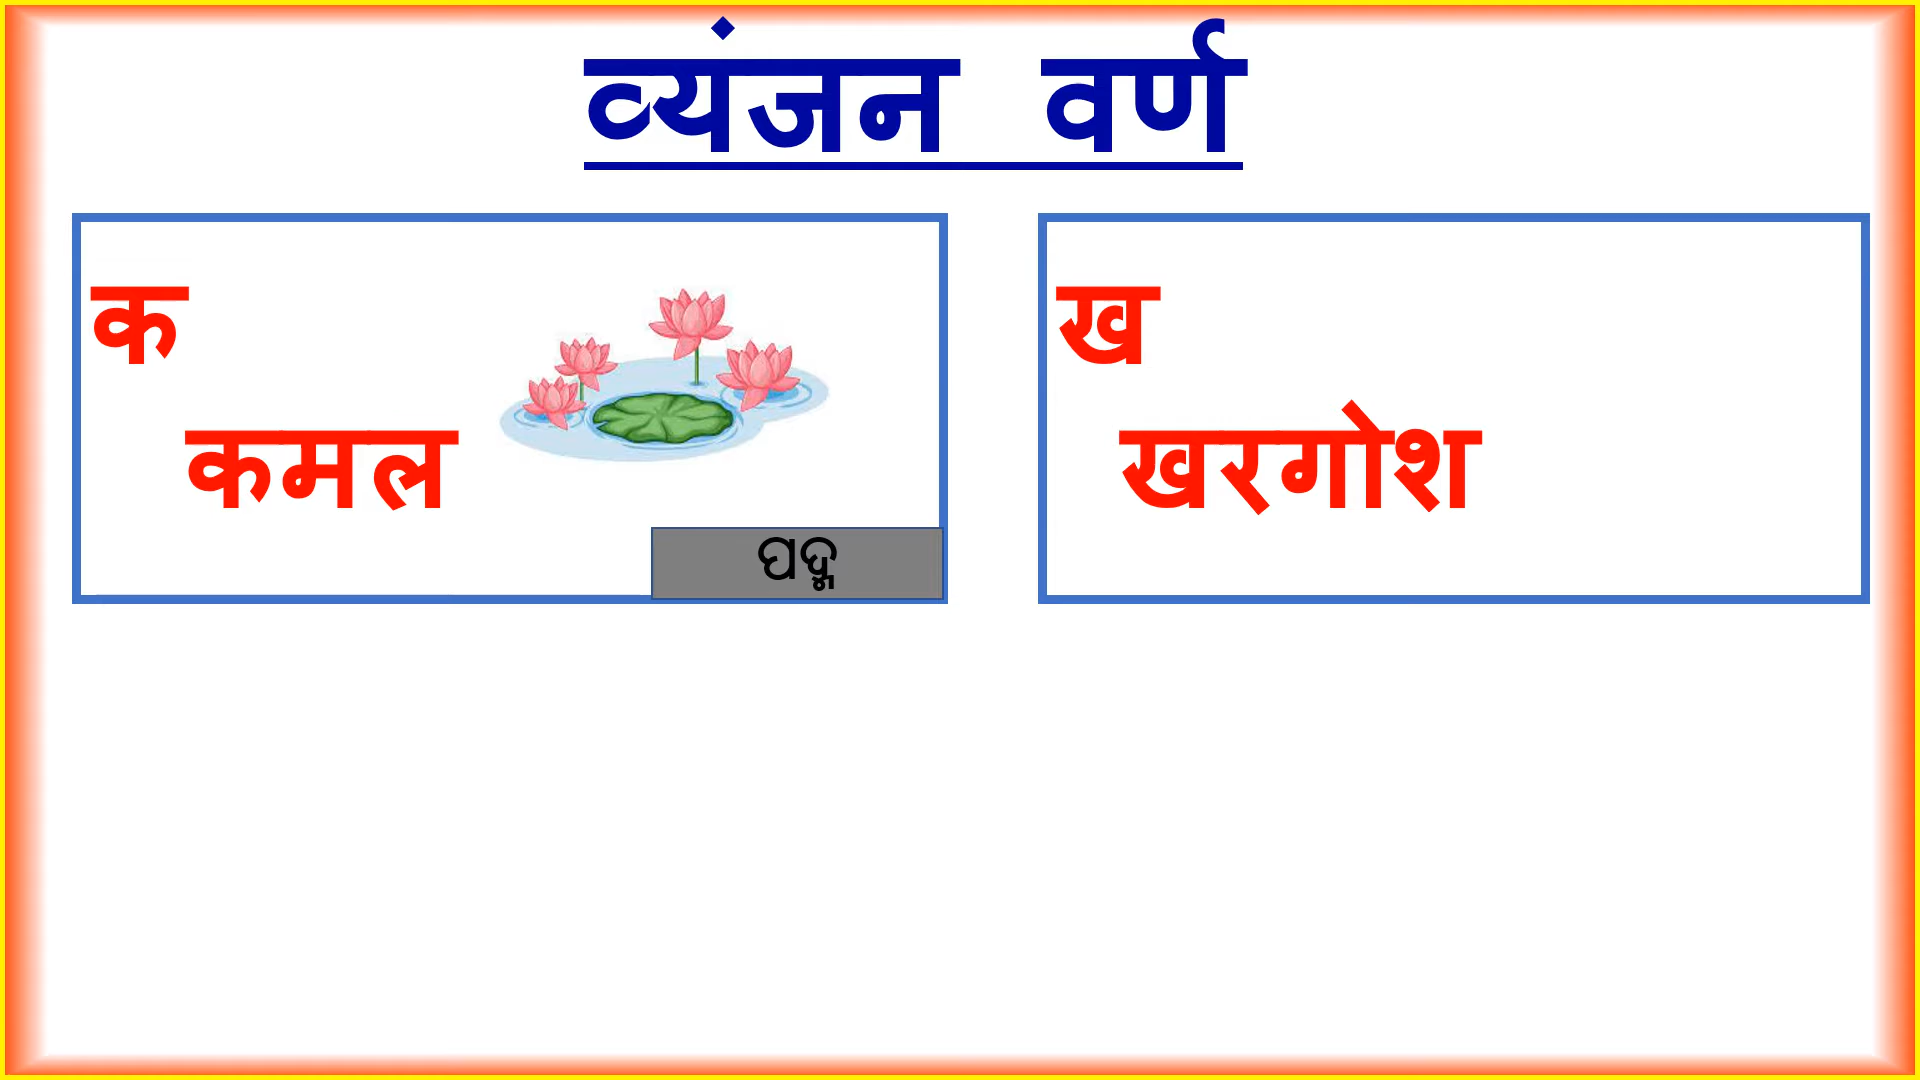 व्यंजन वर्ण
क
कमल
ପଦ୍ମ
ख
खरगोश